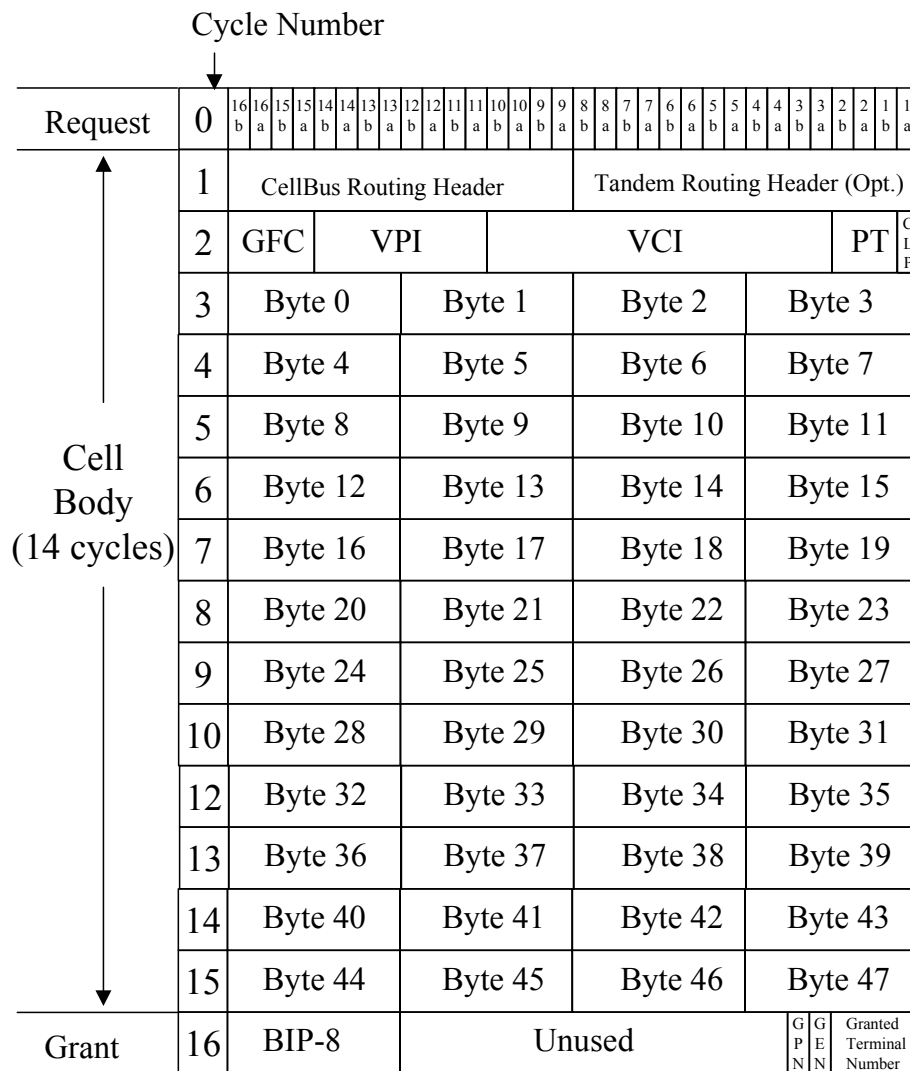 Cycle Number
Request 0 16 b 16 a 15 b 15 a 14 b 14 a 13 b 13 a 12 b 12 a 11 b 11 a 10 b 10 a 9 b 9 a 8 b 8 a 7 b 7 a 6 b 6 a 5 b 5 a 4 b 4 a 3 b 3 a 2 b 2 a 1 b 1 a
1 CellBus Routing Header Tandem Routing Header (Opt.)
2 GFC VPI VCI PT CLP
3 Byte 0 Byte 1 Byte 2 Byte 3
4 Byte 4 Byte 5 Byte 6 Byte 7
5 Byte 8 Byte 9 Byte 10 Byte 11
Cell
Body
(14 cycles)
6 Byte 12 Byte 13 Byte 14 Byte 15
7 Byte 16 Byte 17 Byte 18 Byte 19
8 Byte 20 Byte 21 Byte 22 Byte 23
9 Byte 24 Byte 25 Byte 26 Byte 27
10 Byte 28 Byte 29 Byte 30 Byte 31
12 Byte 32 Byte 33 Byte 34 Byte 35
13 Byte 36 Byte 37 Byte 38 Byte 39
14 Byte 40 Byte 41 Byte 42 Byte 43
15 Byte 44 Byte 45 Byte 46 Byte 47
Grant 16 BIP-8 Unused GPN GEN Granted Terminal Number